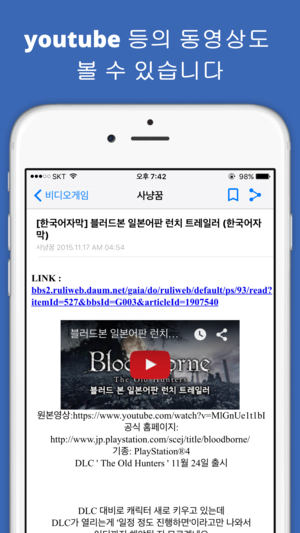 youtube 등의 동영상도
볼 수 있습니다
SKT 오후 7:42 98%
비디오게임 사냥꿈
[한국어자막] 블러드본 일본어판 런치 트레일러 (한국어자
막)
사냥꿈 2015.11.17 AM 04:54
LINK :
bbs2.ruliweb.daum.net/gaia/do/ruliweb/default/ps/93/read?
itemId=527&bbsId=G003&articleId=1907540
블러드본 일본어판 런치...
Bloodborne
The Old Hunters
블러드본 일본어판 런치 트레일러
원본영상:https://www.youtube.com/watch?v=MlGnUe1t1bI
공식 홈페이지:
http://www.jp.playstation.com/scej/title/bloodborne/
기종: PlayStation®4
DLC ' The Old Hunters ' 11월 24일 출시
DLC 대비로 캐릭터 새로 키우고 있는데
DLC가 열리는게 '일정 정도 진행하면'이라고만 나와서